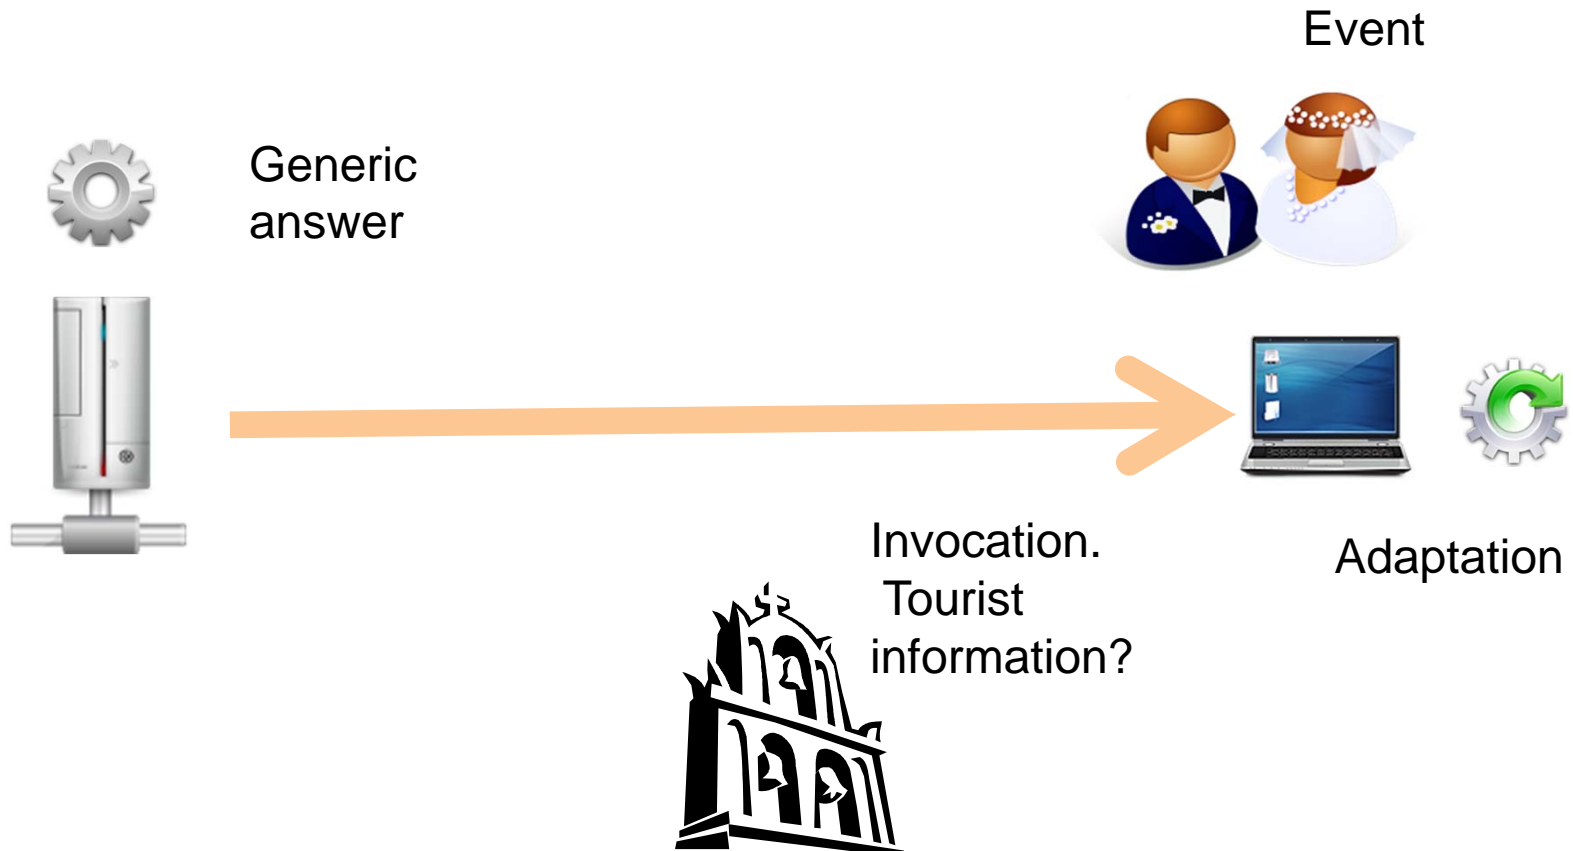 Event
Generic
answer
Invocation.
Tourist
information?
Adaptation